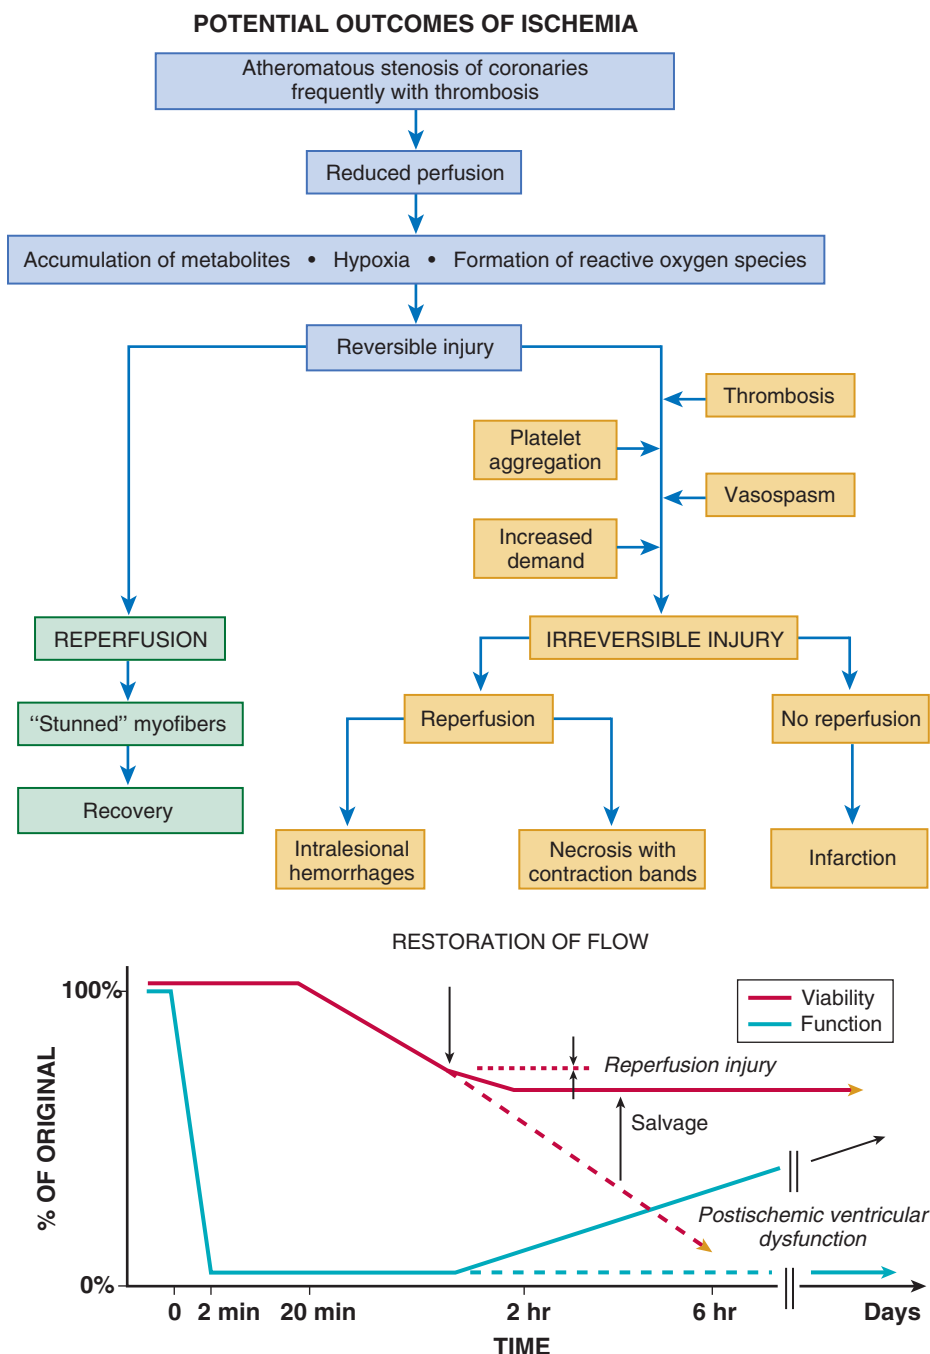 POTENTIAL OUTCOMES OF ISCHEMIA
Atheromatous stenosis of coronaries
frequently with thrombosis
Reduced perfusion
Accumulation of metabolites • Hypoxia • Formation of reactive oxygen species
Reversible injury
Thrombosis
Platelet
aggregation
Vasospasm
Increased
demand
REPERFUSION
IRREVERSIBLE INJURY
"Stunned" myofibers
Reperfusion
No reperfusion
Recovery
Intralesional
hemorrhages
Necrosis with
contraction bands
Infarction
RESTORATION OF FLOW
100%
Viability
Function
Reperfusion injury
Salvage
% OF ORIGINAL
Postischemic ventricular
dysfunction
0%
0 2 min 20 min 2 hr 6 hr Days
TIME